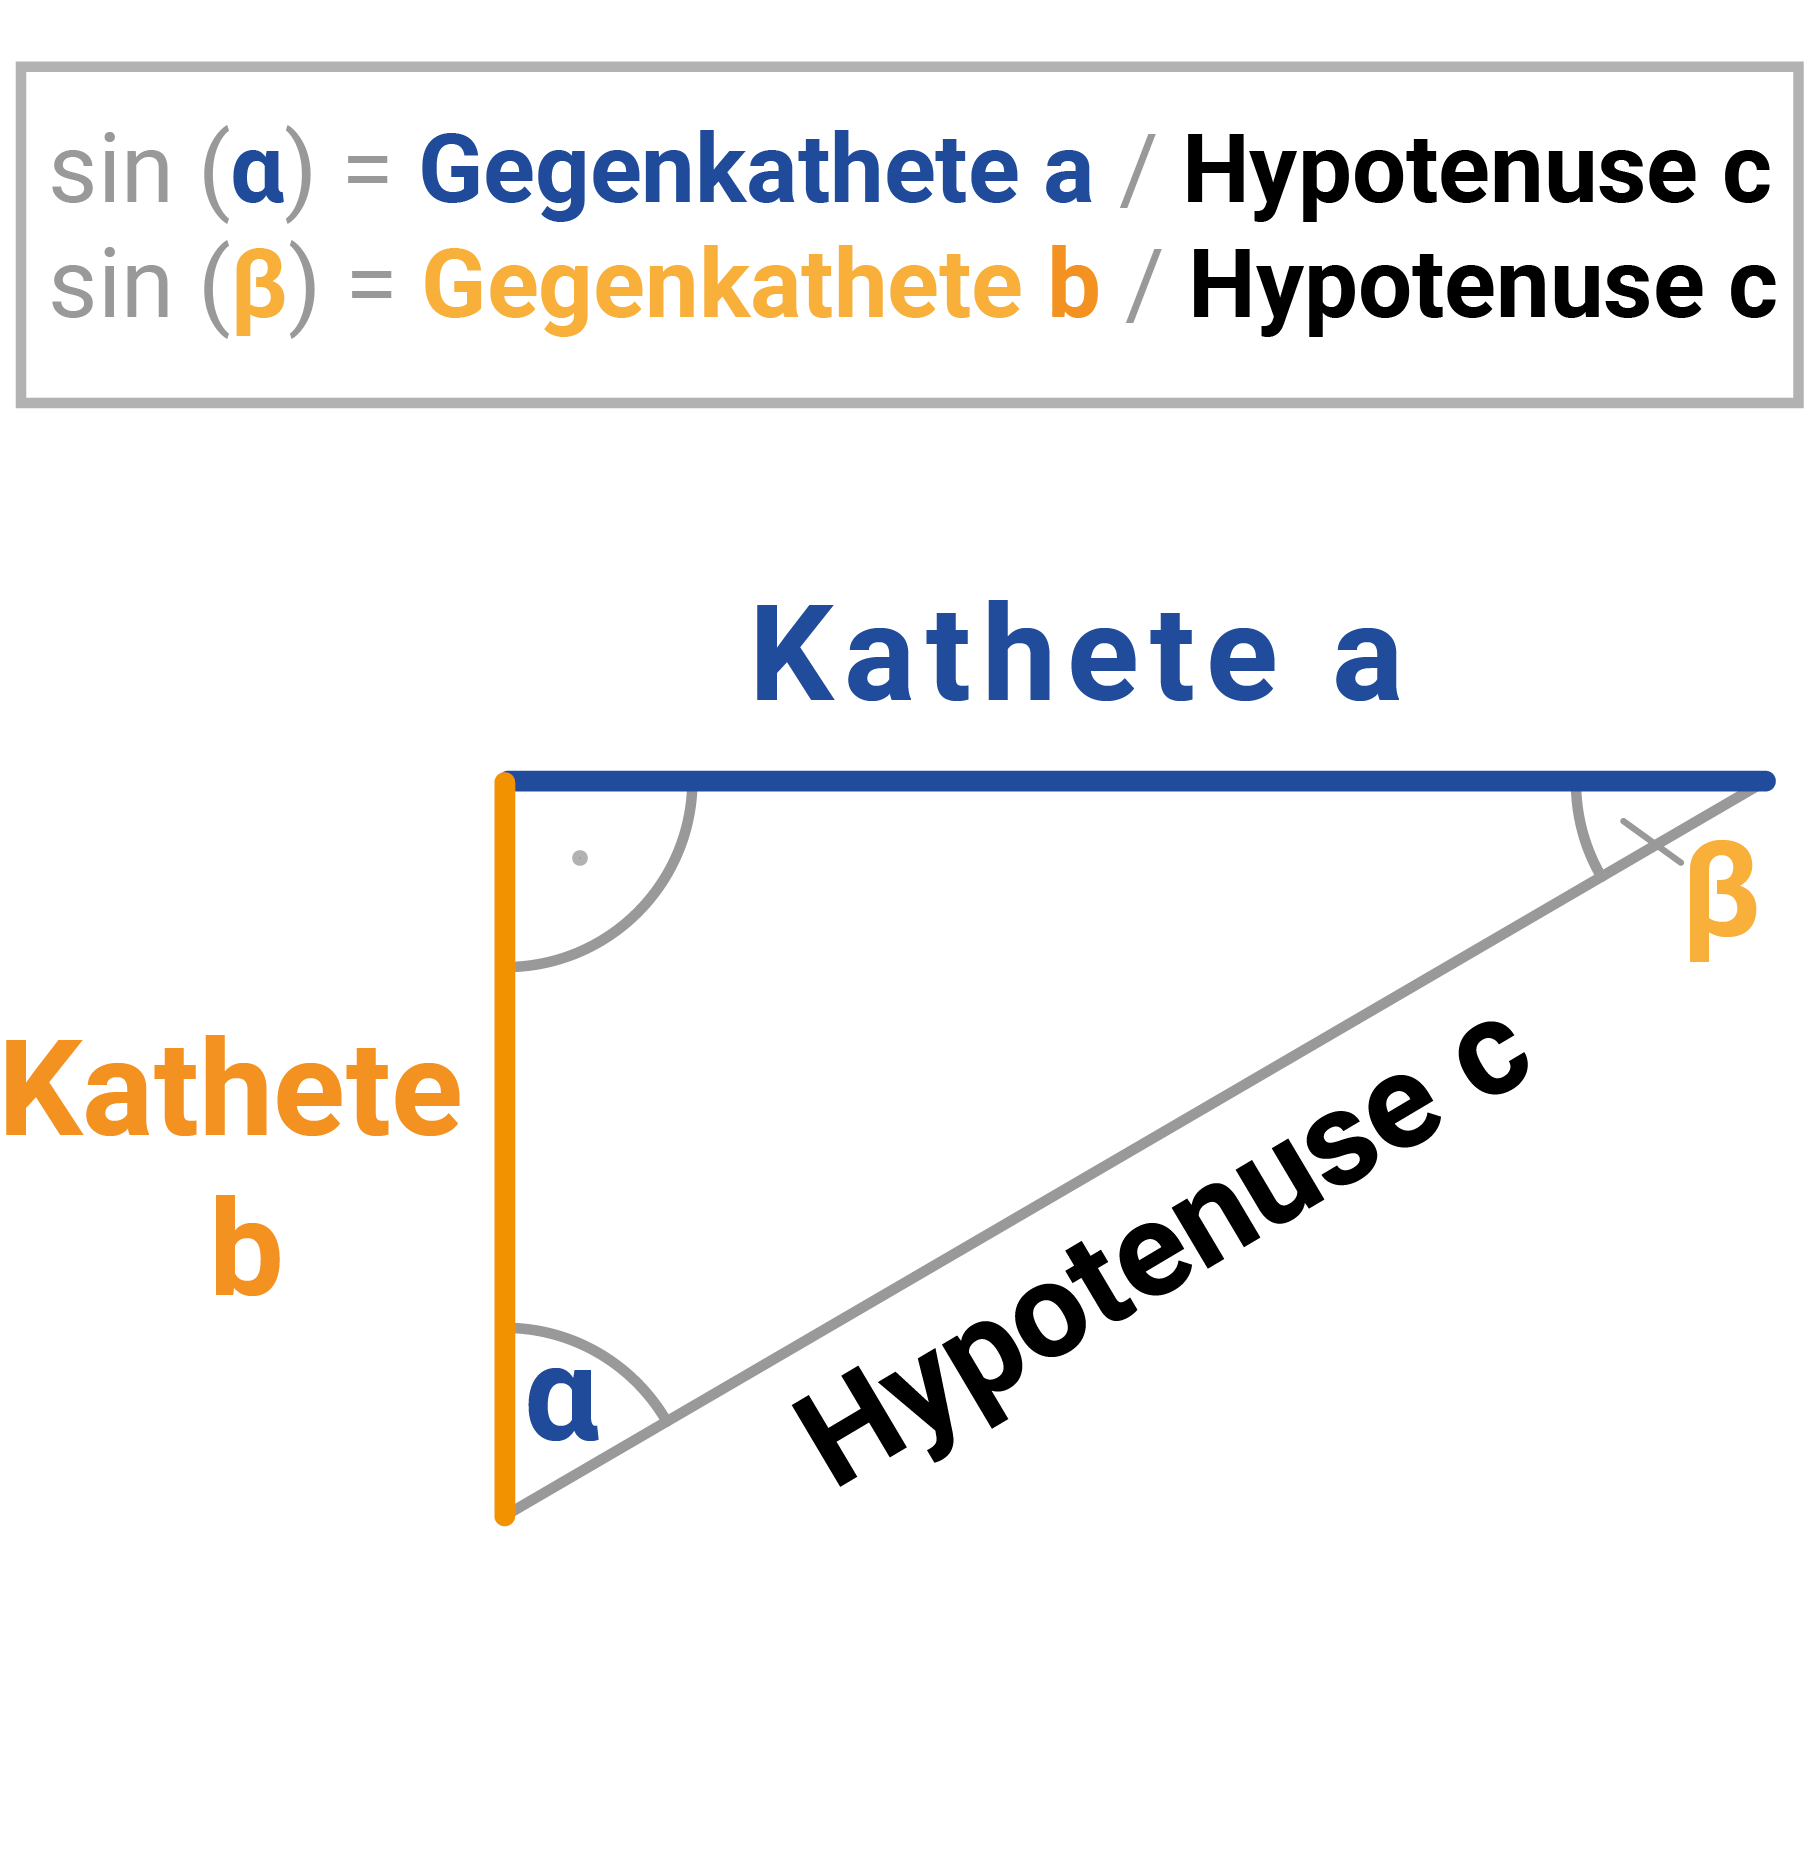 sin (α) = Gegenkathete a / Hypotenuse c
sin (β) = Gegenkathete b / Hypotenuse c
Kathete a
β
Kathete
b
Hypotenuse c
α